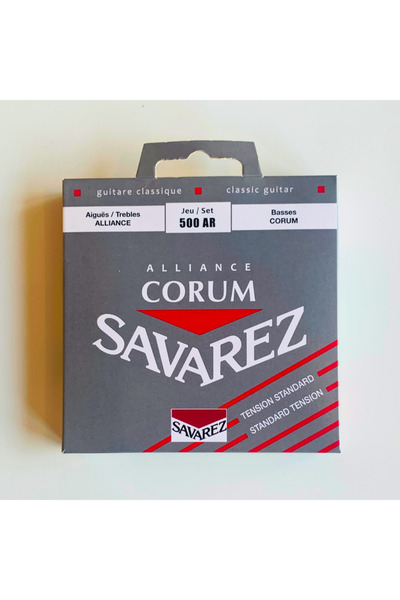 guitare classique classic guitar
Aiguës / Trebles
ALLIANCE
Jeu / Set
500 AR
Basses
CORUM
ALLIANCE
CORUM
SAVAREZ
TENSION STANDARD
STANDARD TENSION
SAVAREZ